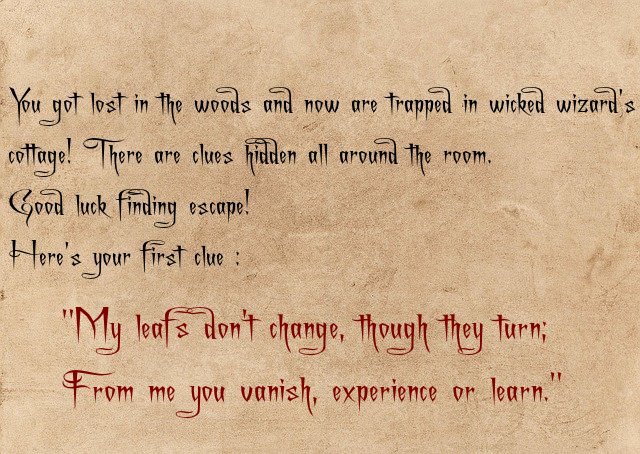 You got lost in the woods and now are trapped in wicked wizard's
cottage! There are clues hidden all around the room.
Good luck finding escape!
Here's your first clue :
"My leafs don't change, though they turn;
From me you vanish, experience or learn."